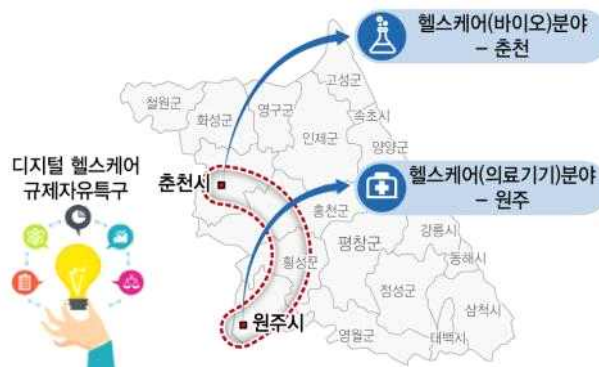 헬스케어(바이오)분야
– 춘천
고성군
철원군
화성군
영구군
속초시
인제군
양양군
디지털 헬스케어
규제자유특구
춘천시
헬스케어(의료기기)분야
– 원주
홍천군
강릉시
평창군
동해시
횡성군
정성군
삼척시
원주시
영월군
태백시